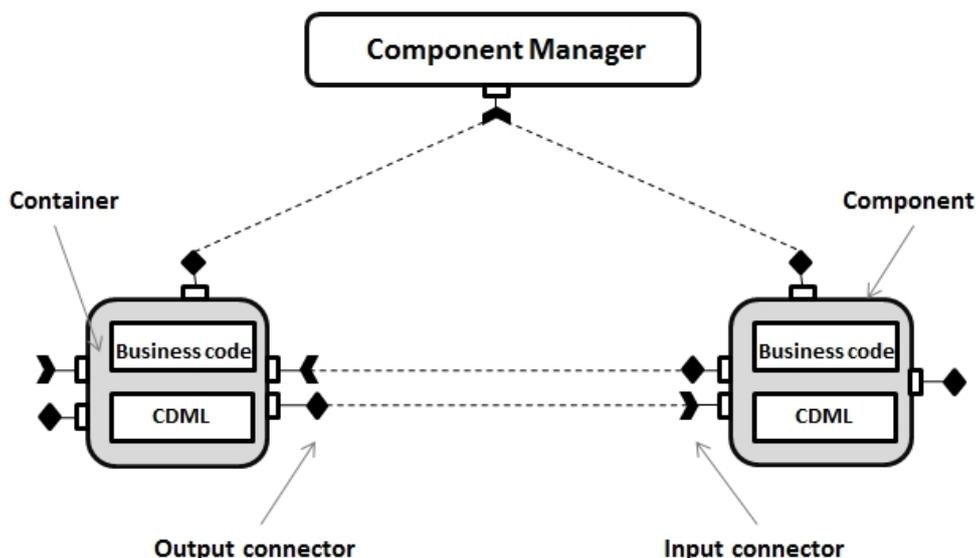 Component Manager
Container
Component
Business code
Business code
CDML
CDML
Output connector
Input connector